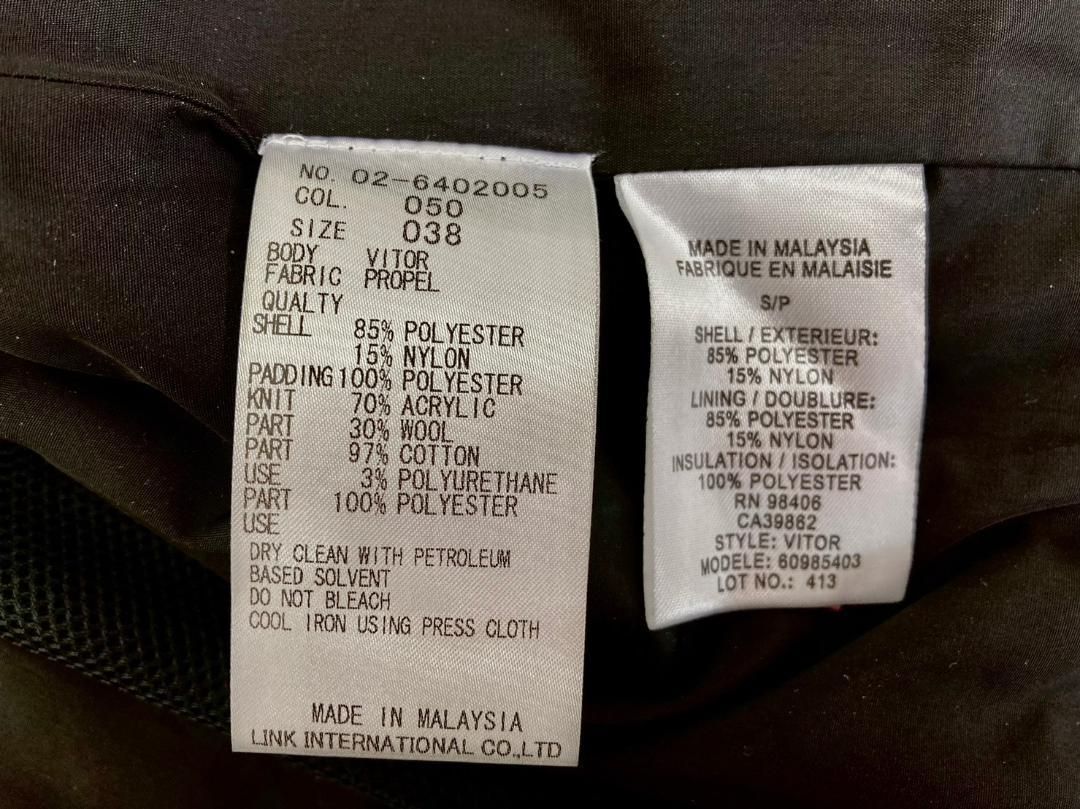 NO. 02-6402005
COL. 050
SIZE 038
BODY VITOR
FABRIC PROPEL
QUALTY
SHELL 85% POLYESTER
15% NYLON
PADDING 100% POLYESTER
KNIT 70% ACRYLIC
PART 30% WOOL
PART 97% COTTON
USE 3% POLYURETHANE
PART 100% POLYESTER
USE
DRY CLEAN WITH PETROLEUM
BASED SOLVENT
DO NOT BLEACH
COOL IRON USING PRESS CLOTH
MADE IN MALAYSIA
LINK INTERNATIONAL CO.,LTD
MADE IN MALAYSIA
FABRIQUE EN MALAISIE
S/P
SHELL / EXTERIEUR:
85% POLYESTER
15% NYLON
LINING / DOUBLURE:
85% POLYESTER
15% NYLON
INSULATION / ISOLATION:
100% POLYESTER
RN 98406
CA39862
STYLE: VITOR
MODELE: 60985403
LOT NO.: 413